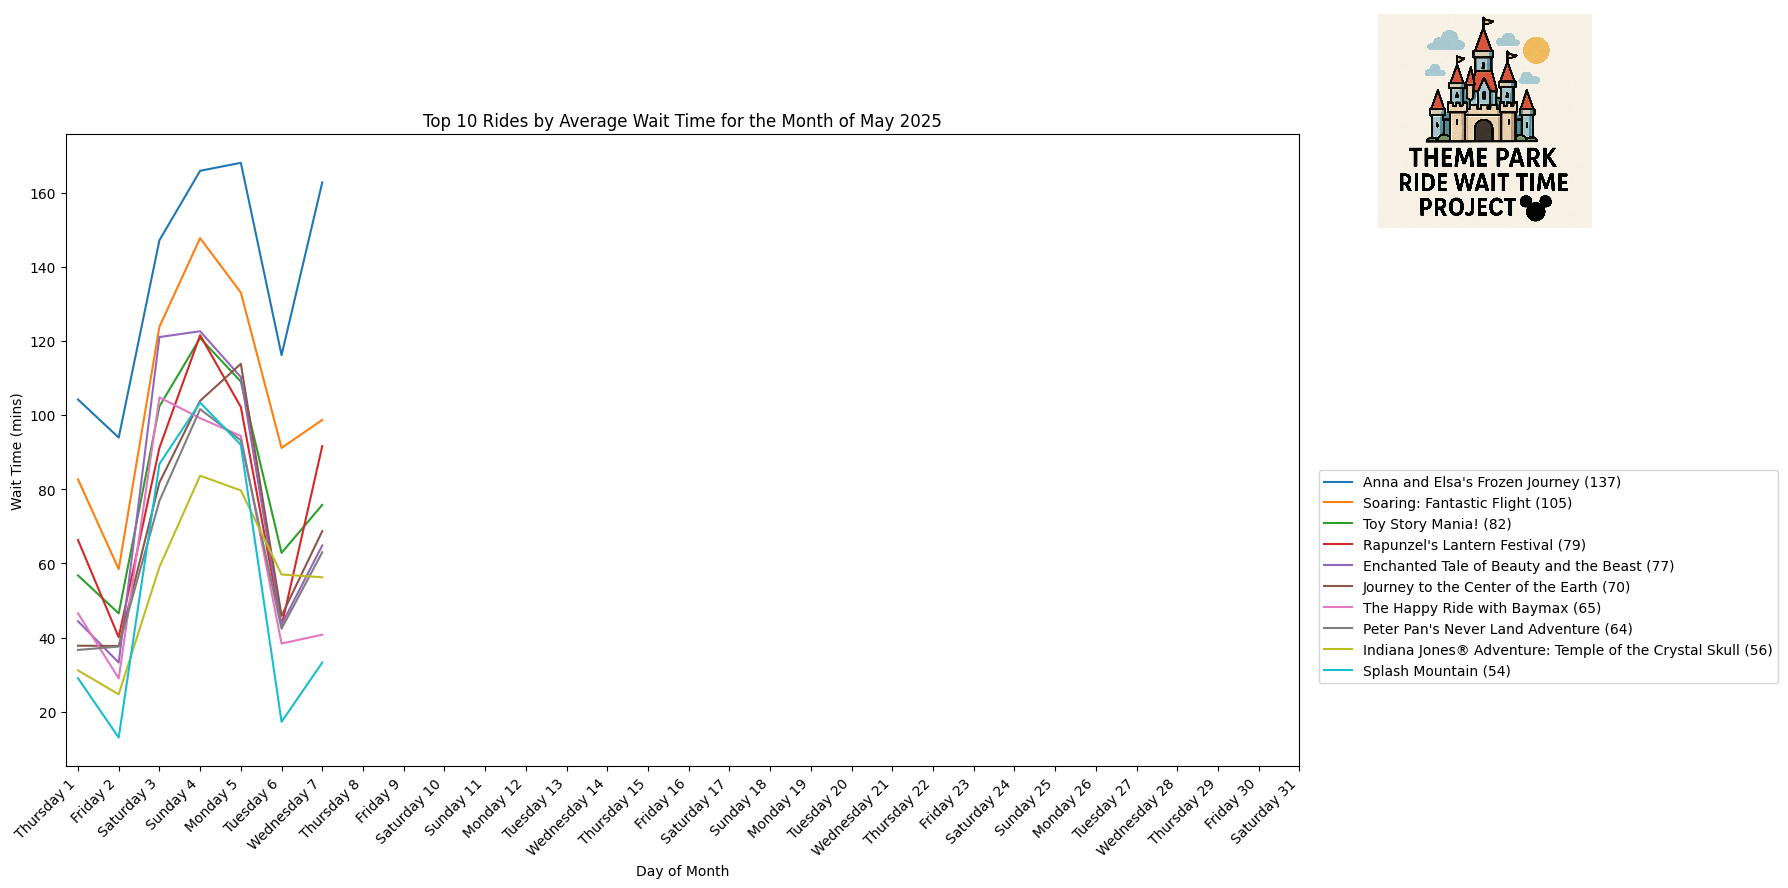 THEME PARK
RIDE WAIT TIME
PROJECT
Top 10 Rides by Average Wait Time for the Month of May 2025
Wait Time (mins)
160
140
120
100
80
60
40
20
Thursday 1
Friday 2
Saturday 3
Sunday 4
Monday 5
Tuesday 6
Wednesday 7
Thursday 8
Friday 9
Saturday 10
Sunday 11
Monday 12
Tuesday 13
Wednesday 14
Thursday 15
Friday 16
Saturday 17
Sunday 18
Monday 19
Tuesday 20
Wednesday 21
Thursday 22
Friday 23
Saturday 24
Sunday 25
Monday 26
Tuesday 27
Wednesday 28
Thursday 29
Friday 30
Saturday 31
Day of Month
Anna and Elsa's Frozen Journey (137)
Soaring: Fantastic Flight (105)
Toy Story Mania! (82)
Rapunzel's Lantern Festival (79)
Enchanted Tale of Beauty and the Beast (77)
Journey to the Center of the Earth (70)
The Happy Ride with Baymax (65)
Peter Pan's Never Land Adventure (64)
Indiana Jones® Adventure: Temple of the Crystal Skull (56)
Splash Mountain (54)